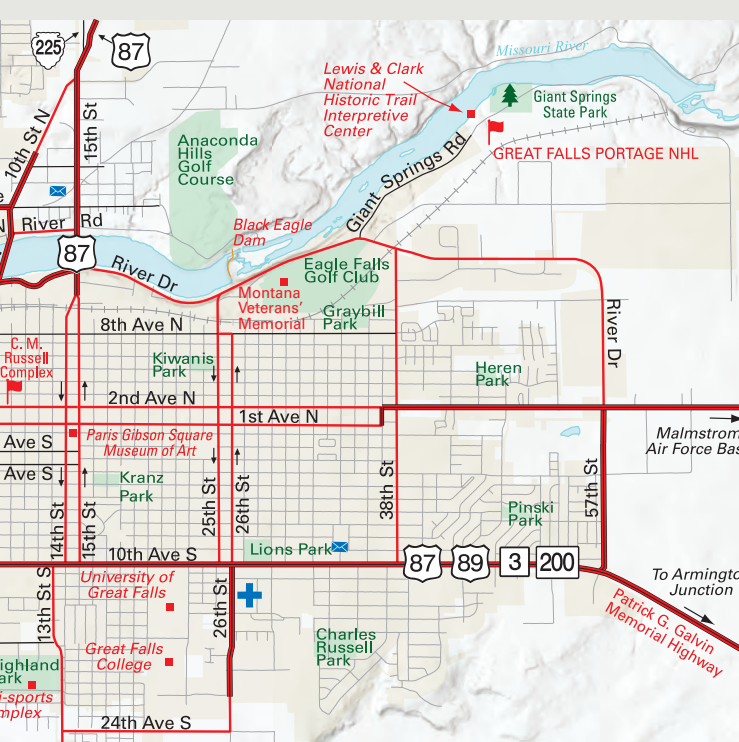 225
87
Missouri River
Lewis & Clark
National
Historic Trail
Interpretive
Center
Giant Springs
State Park
GREAT FALLS PORTAGE NHL
10th St N
15th St
Anaconda
Hills
Golf
Course
Giant Springs Rd
River Rd
87
Black Eagle
Dam
River Dr
Eagle Falls
Golf Club
Montana
Veterans'
Memorial
Graybill
Park
River Dr
8th Ave N
C. M.
Russell
Complex
Kiwanis
Park
Heren
Park
2nd Ave N
1st Ave N
Ave S
Paris Gibson Square
Museum of Art
Malmstrom
Air Force Bas
Ave S
Kranz
Park
14th St
15th St
25th St
26th St
38th St
57th St
Pinski
Park
10th Ave S
Lions Park
87
89
3
200
13th St S
University of
Great Falls
26th St
To Armingto
Junction
Patrick G. Galvin
Memorial Highway
Great Falls
College
Charles
Russell
Park
ighland
ark
i-sports
mplex
24th Ave S